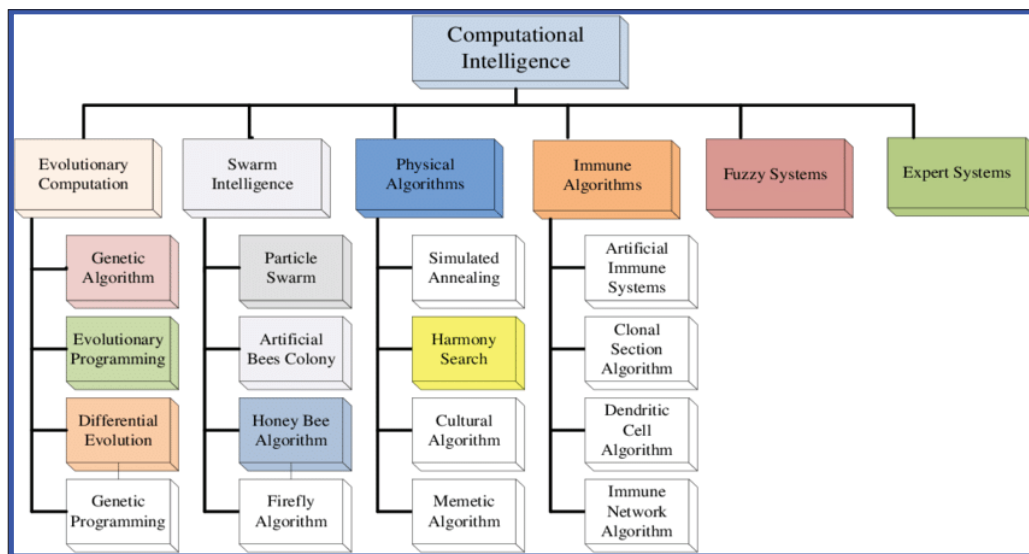 Computational
Intelligence
Evolutionary
Computation
Swarm
Intelligence
Physical
Algorithms
Immune
Algorithms
Fuzzy Systems
Expert Systems
Genetic
Algorithm
Particle
Swarm
Simulated
Annealing
Artificial
Immune
Systems
Evolutionary
Programming
Artificial
Bees Colony
Harmony
Search
Clonal
Section
Algorithm
Differential
Evolution
Honey Bee
Algorithm
Cultural
Algorithm
Dendritic
Cell
Algorithm
Genetic
Programming
Firefly
Algorithm
Memetic
Algorithm
Immune
Network
Algorithm